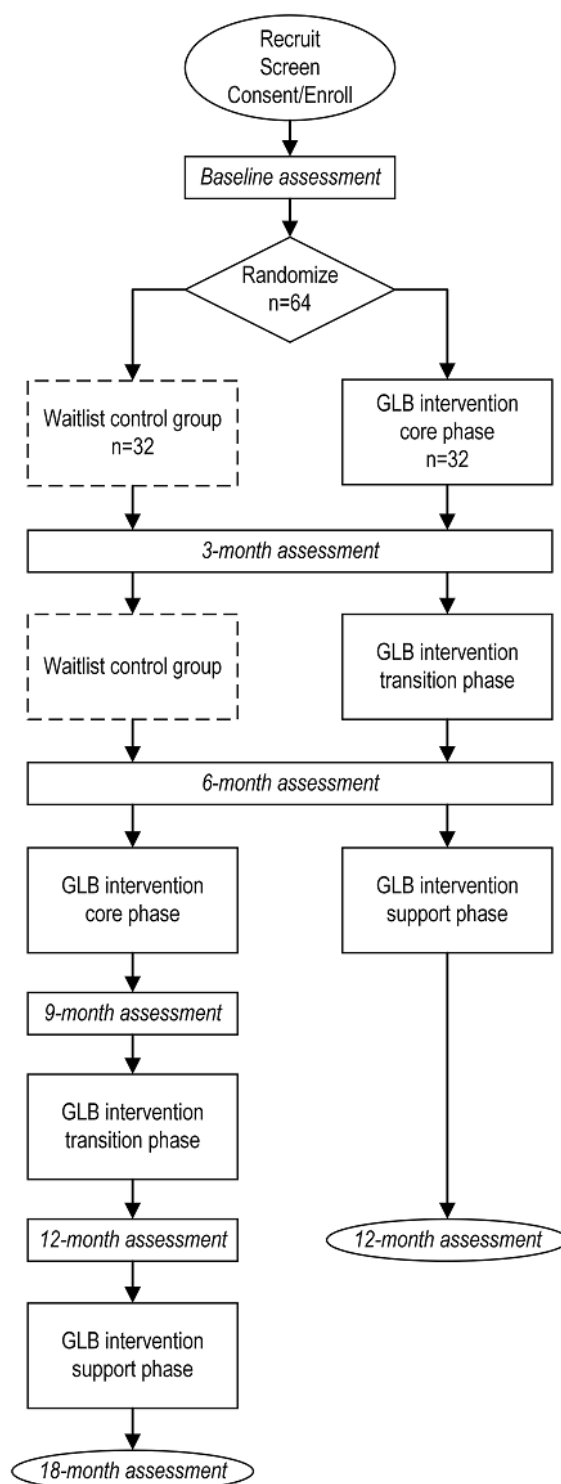 Recruit
Screen
Consent/Enroll
Baseline assessment
Randomize
n=64
Waitlist control group
n=32
GLB intervention
core phase
n=32
3-month assessment
Waitlist control group
GLB intervention
transition phase
6-month assessment
GLB intervention
core phase
GLB intervention
support phase
9-month assessment
GLB intervention
transition phase
12-month assessment
12-month assessment
GLB intervention
support phase
18-month assessment